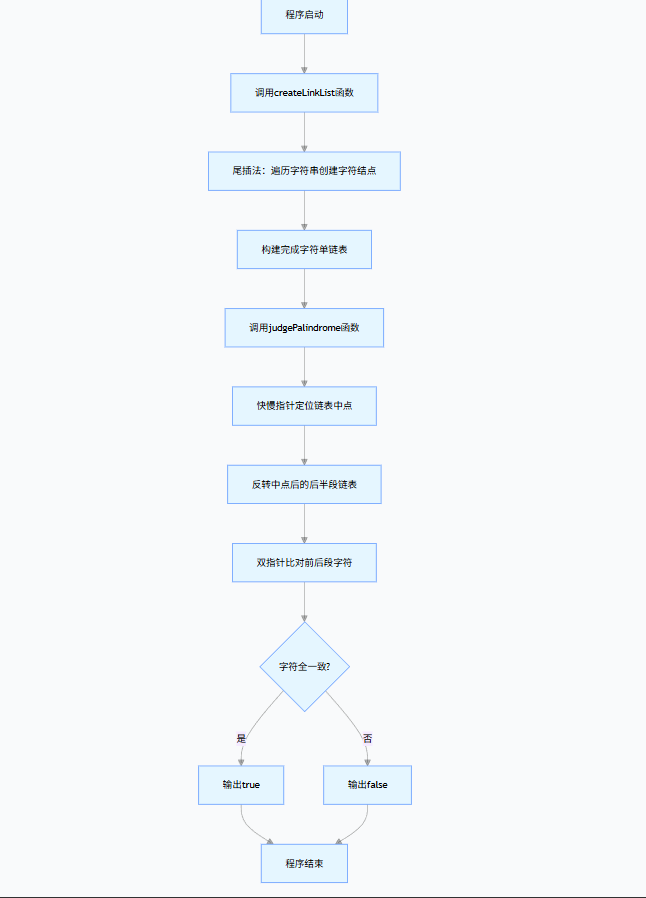 程序启动
调用createLinkList函数
尾插法：遍历字符串创建字符结点
构建完成字符单链表
调用judgePalindrome函数
快慢指针定位链表中点
反转中点后的后半段链表
双指针比对前后段字符
字符全一致?
是
否
输出true
输出false
程序结束